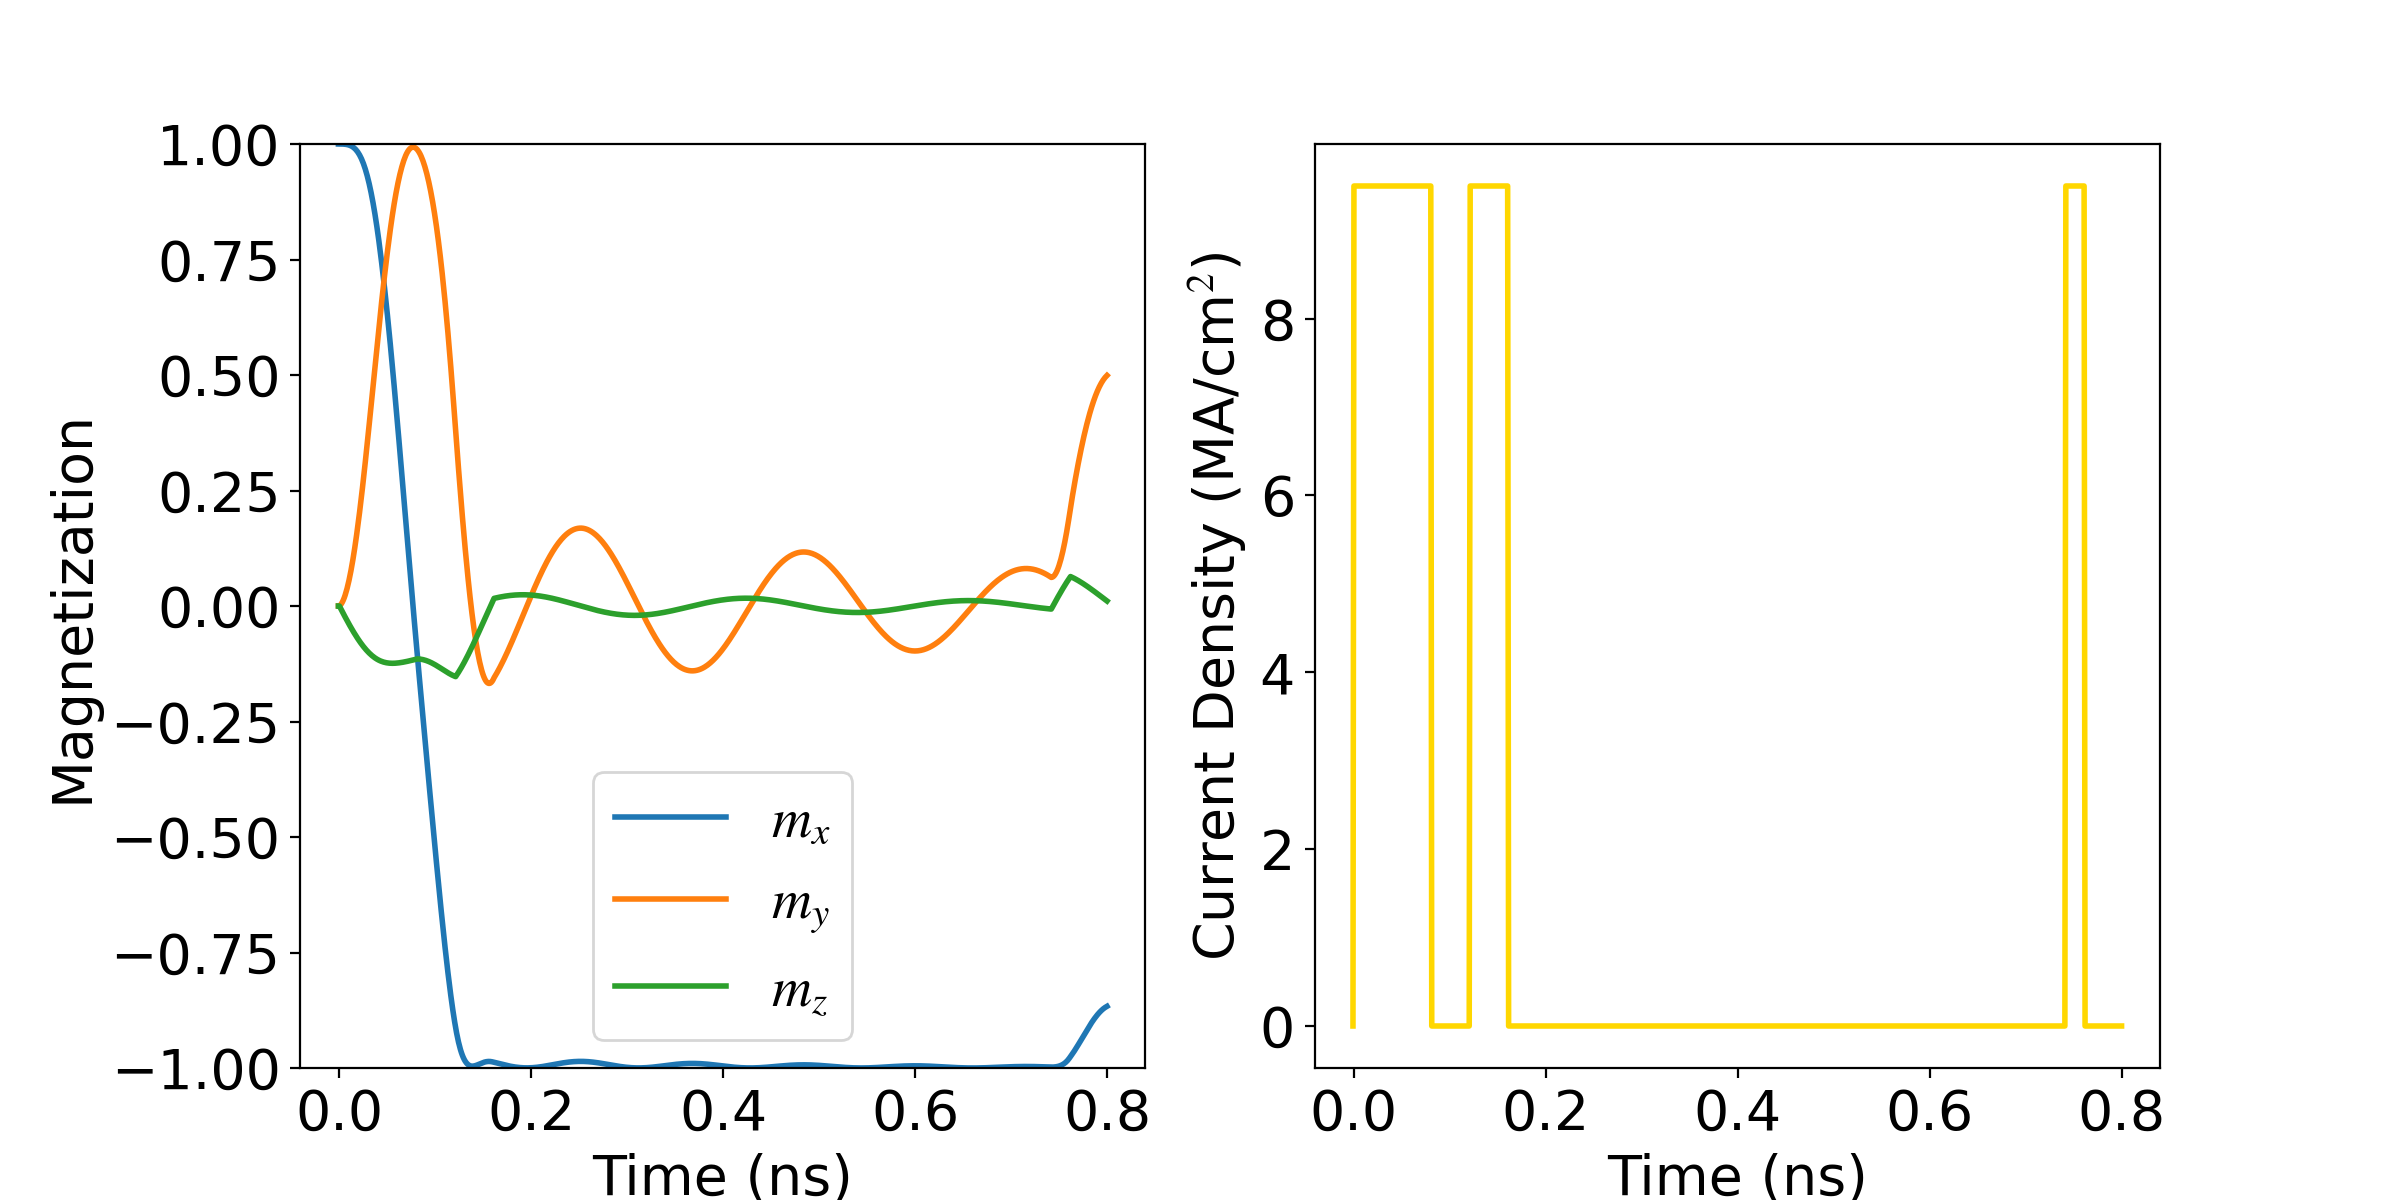 Magnetization
1.00
0.75
0.50
0.25
0.00
−0.25
−0.50
−0.75
−1.00
0.0 0.2 0.4 0.6 0.8
Time (ns)
m_x
m_y
m_z
Current Density (MA/cm²)
8
6
4
2
0
0.0 0.2 0.4 0.6 0.8
Time (ns)